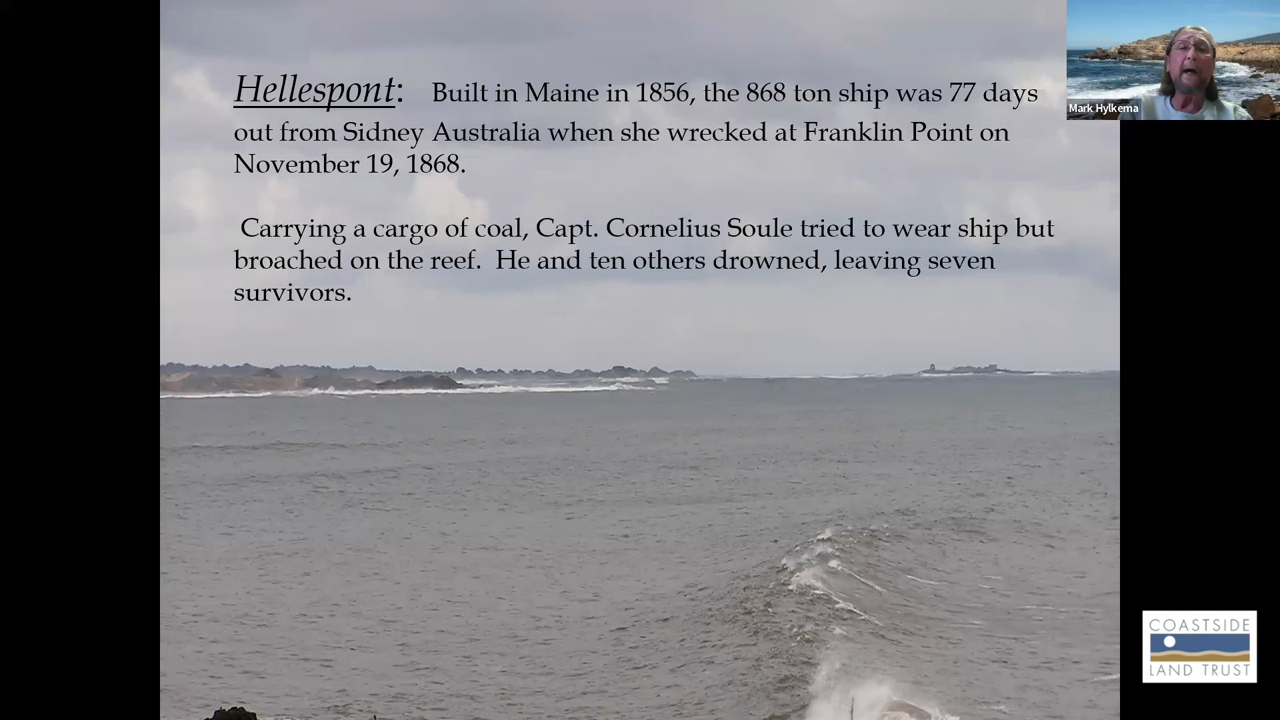 Hellespont: Built in Maine in 1856, the 868 ton ship was 77 days
out from Sidney Australia when she wrecked at Franklin Point on
November 19, 1868.
Carrying a cargo of coal, Capt. Cornelius Soule tried to wear ship but
broached on the reef. He and ten others drowned, leaving seven
survivors.
Mark Hylkema
COASTSIDE
LAND TRUST